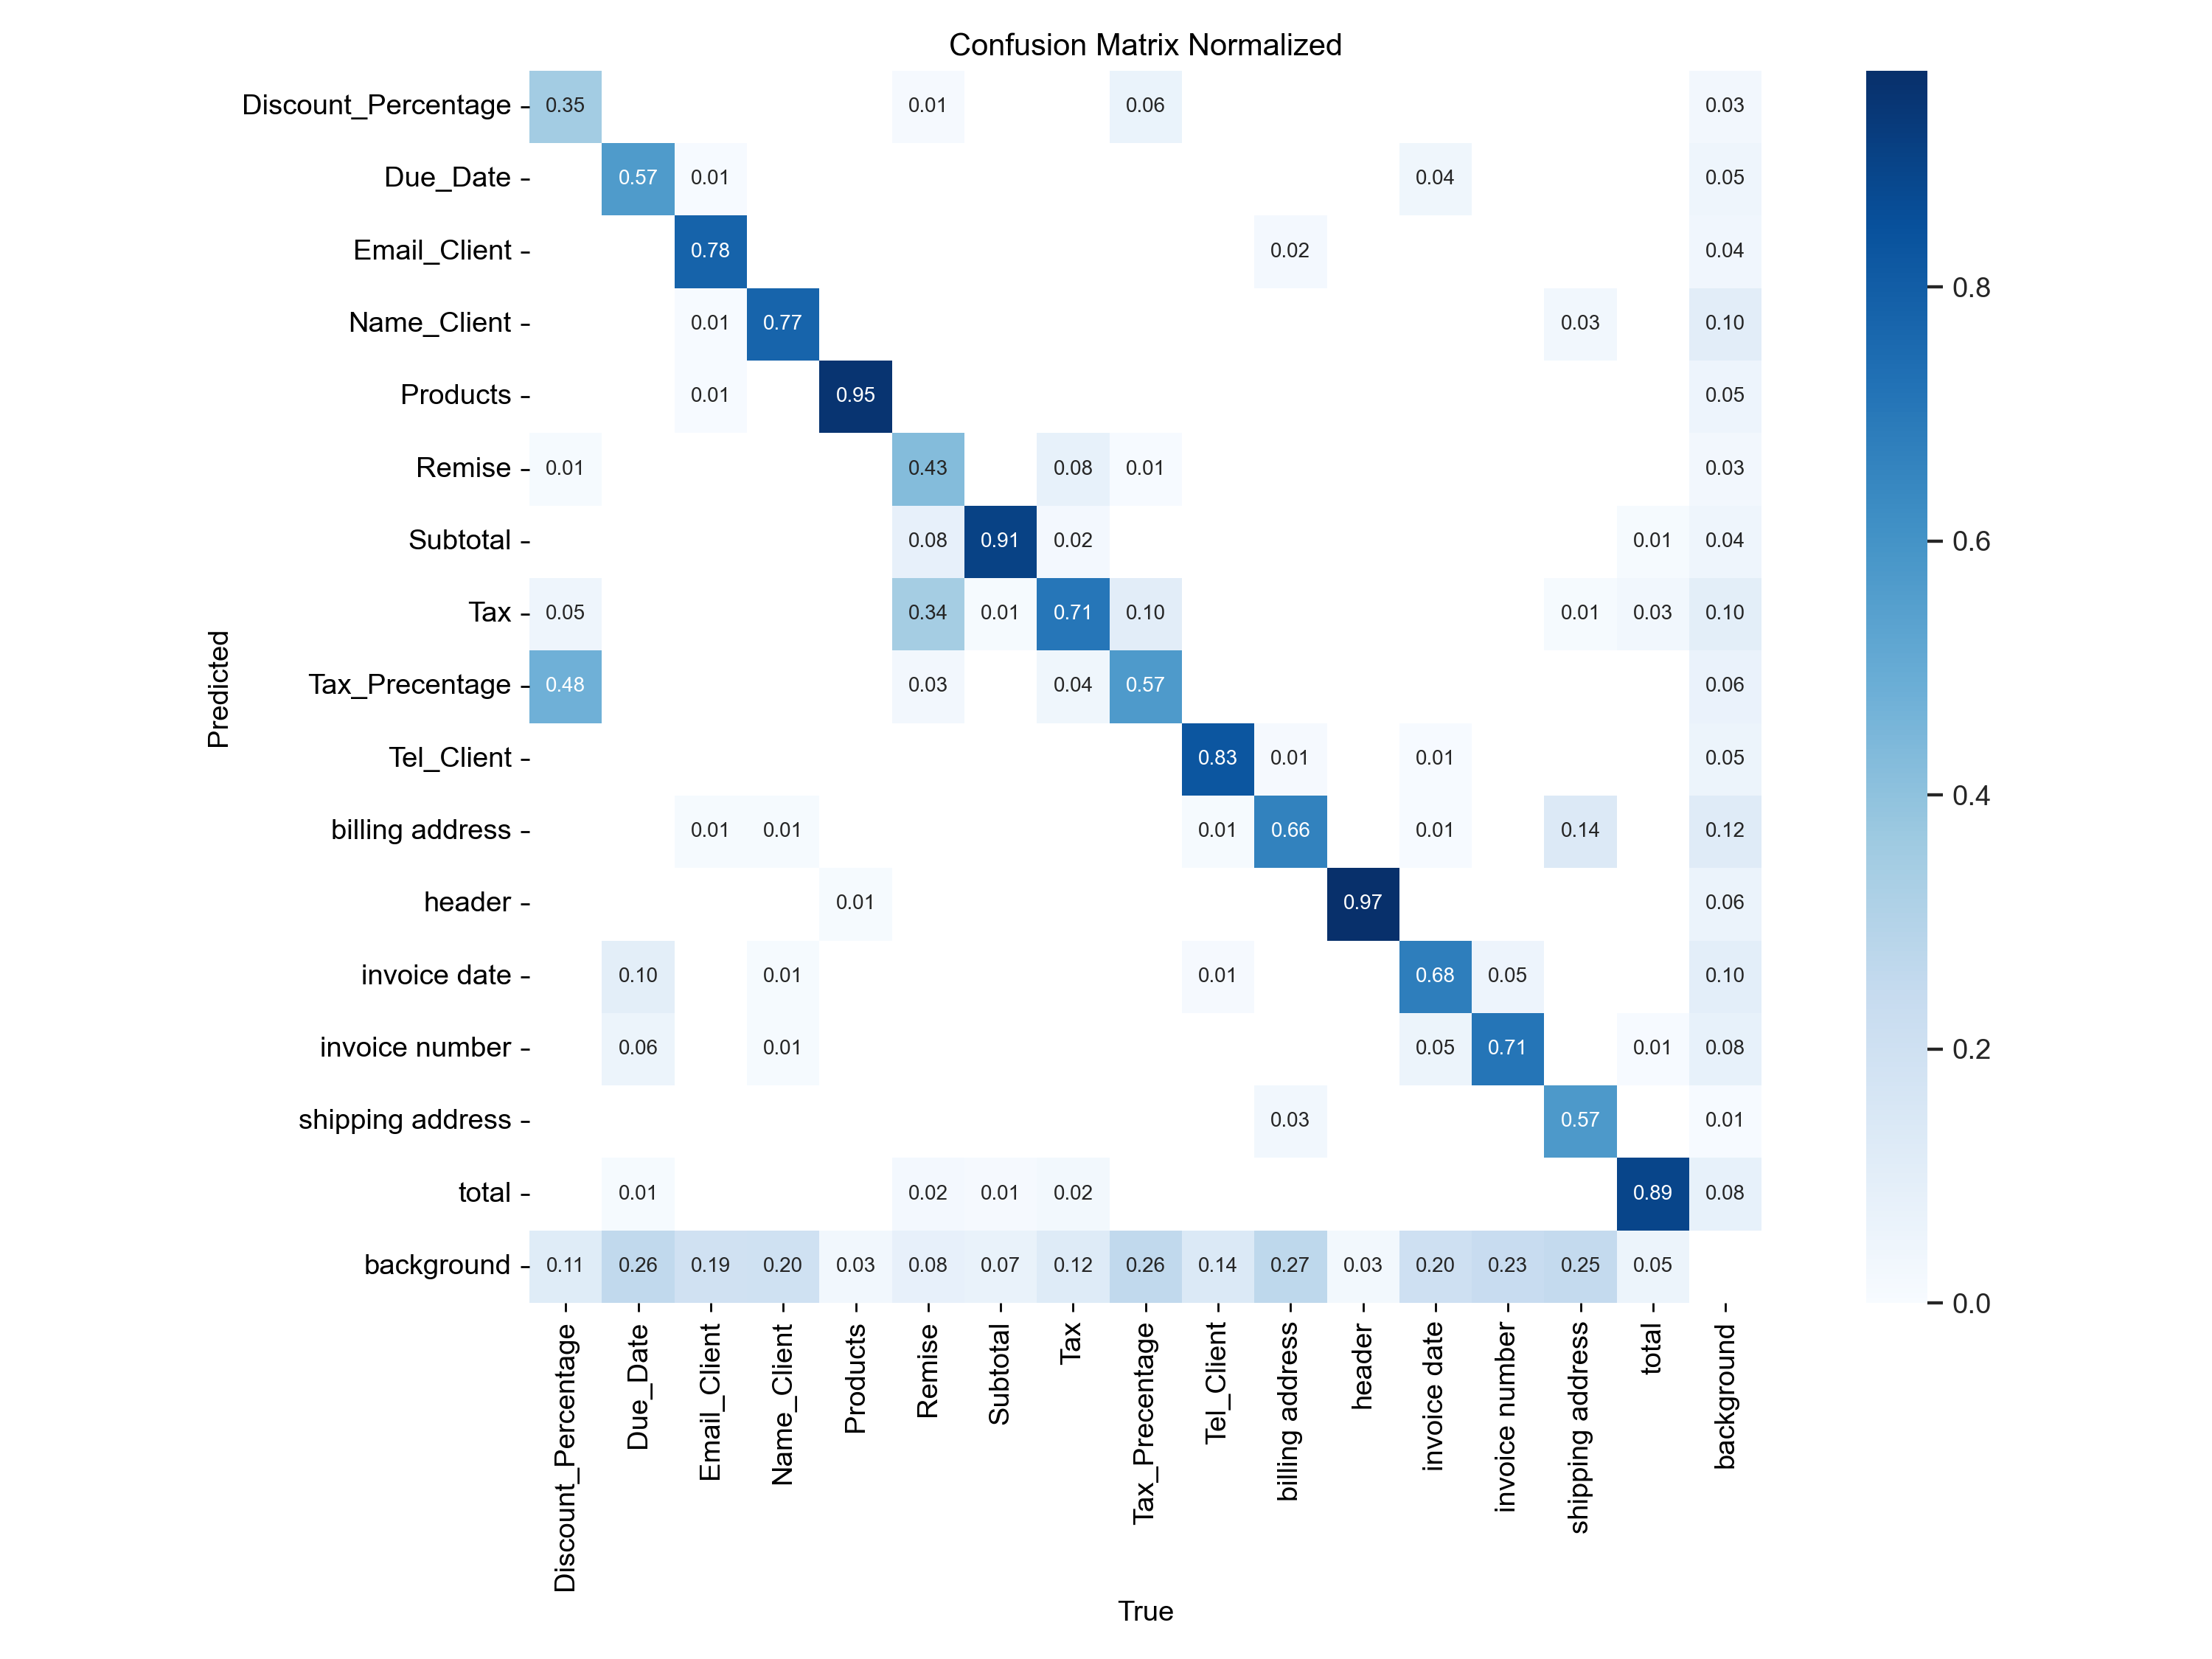 Confusion Matrix Normalized
Discount_Percentage 0.35 0.01 0.06 0.03
Due_Date 0.57 0.01 0.04 0.05
Email_Client 0.78 0.02 0.04
Name_Client 0.01 0.77 0.03 0.10
Products 0.01 0.95 0.05
Remise 0.01 0.43 0.08 0.01 0.03
Subtotal 0.08 0.91 0.02 0.01 0.04
Tax 0.05 0.34 0.01 0.71 0.10 0.01 0.03 0.10
Tax_Precentage 0.48 0.03 0.04 0.57 0.06
Tel_Client 0.83 0.01 0.01 0.05
billing address 0.01 0.01 0.01 0.66 0.01 0.14 0.12
header 0.01 0.97 0.06
invoice date 0.10 0.01 0.01 0.68 0.05 0.10
invoice number 0.06 0.01 0.05 0.71 0.01 0.08
shipping address 0.03 0.57 0.01
total 0.01 0.02 0.01 0.02 0.89 0.08
background 0.11 0.26 0.19 0.20 0.03 0.08 0.07 0.12 0.26 0.14 0.27 0.03 0.20 0.23 0.25 0.05
Predicted
Discount_Percentage
Due_Date
Email_Client
Name_Client
Products
Remise
Subtotal
Tax
Tax_Precentage
Tel_Client
billing address
header
invoice date
invoice number
shipping address
total
background
True
0.8
0.6
0.4
0.2
0.0